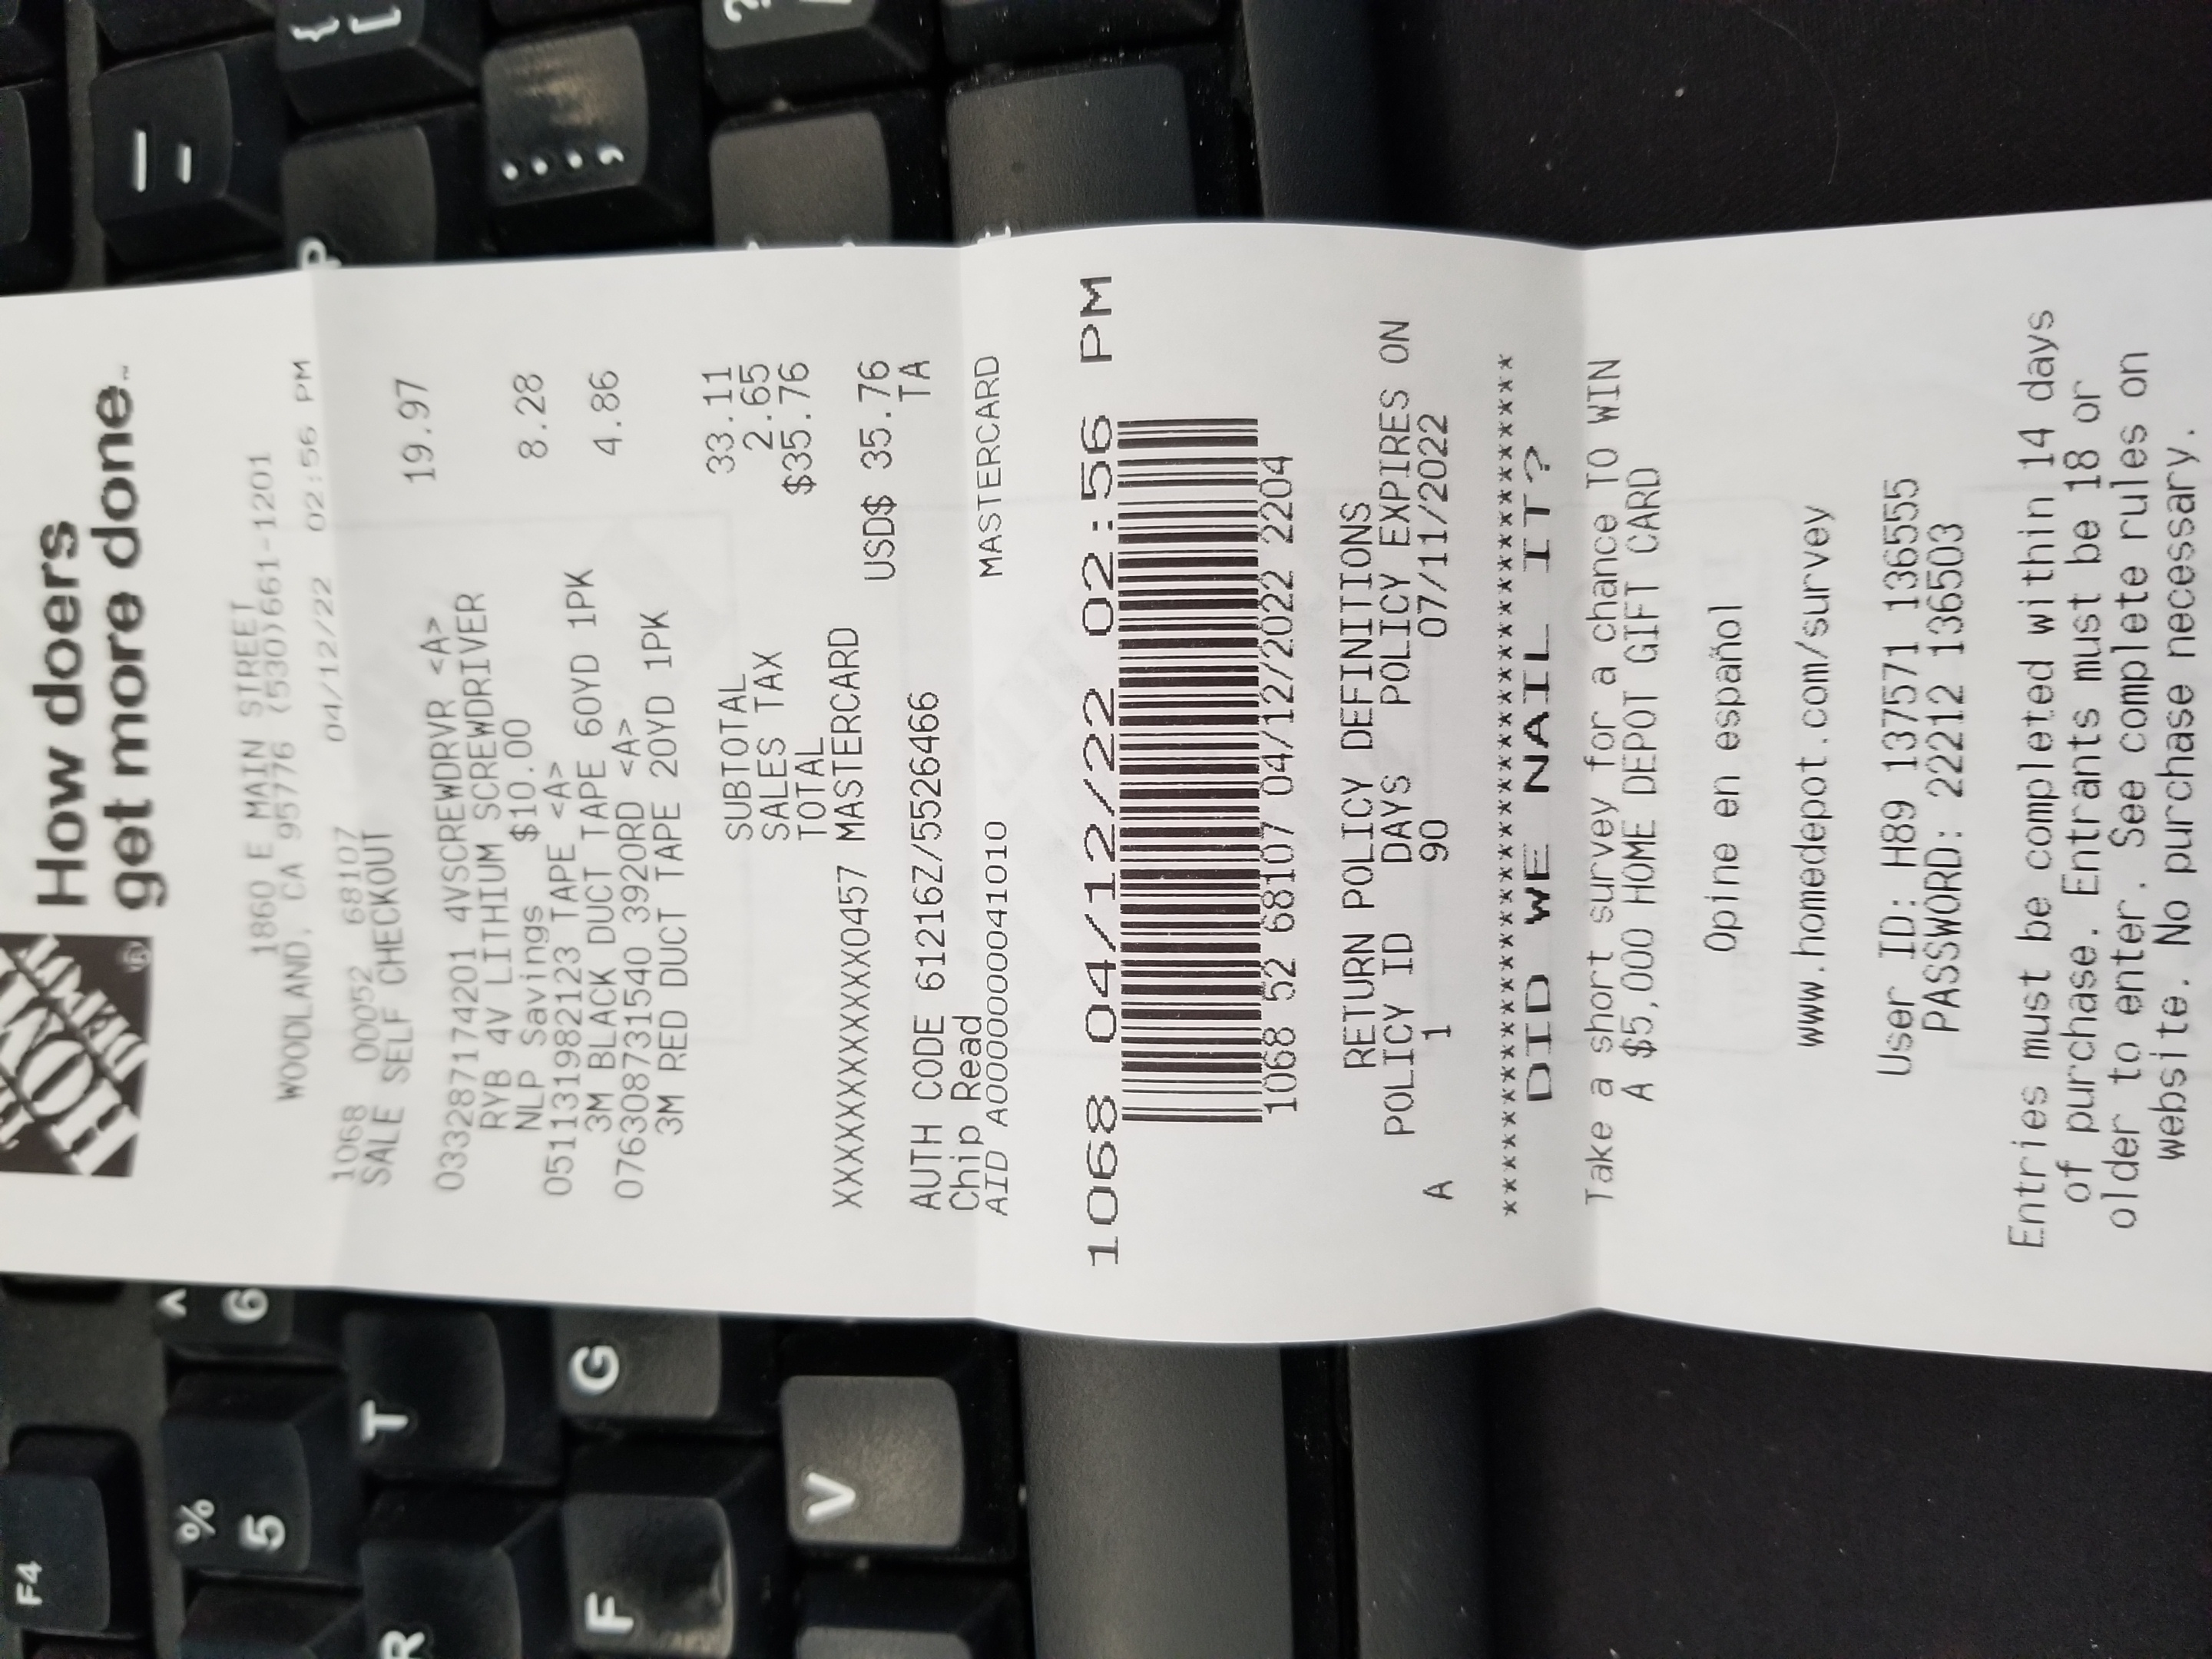 THE
HOME
DEPOT
®
How doers
get more done™
1860 E MAIN STREET
WOODLAND, CA 95776 (530)661-1201
1068 00052 68107 04/12/22 02:56 PM
SALE SELF CHECKOUT
033287174201 4VSCREWDRVR <A> 19.97
RYB 4V LITHIUM SCREWDRIVER
NLP Savings $10.00
051131982123 TAPE <A> 8.28
3M BLACK DUCT TAPE 60YD 1PK
076308731540 3920RD <A> 4.86
3M RED DUCT TAPE 20YD 1PK
SUBTOTAL 33.11
SALES TAX 2.65
TOTAL $35.76
XXXXXXXXXXXX0457 MASTERCARD
USD$ 35.76
AUTH CODE 61216Z/5526466 TA
Chip Read
AID A0000000041010 MASTERCARD
1068 04/12/22 02:56 PM
1068 52 68107 04/12/2022 2204
RETURN POLICY DEFINITIONS
POLICY ID DAYS POLICY EXPIRES ON
A 1 90 07/11/2022
***************************************
DID WE NAIL IT?
Take a short survey for a chance TO WIN
A $5,000 HOME DEPOT GIFT CARD
Opine en español
www.homedepot.com/survey
User ID: H89 137571 136555
PASSWORD: 22212 136503
Entries must be completed within 14 days
of purchase. Entrants must be 18 or
older to enter. See complete rules on
website. No purchase necessary.
F4
%
5
^
6
R
T
F
G
V
P
{
[
:
;
?